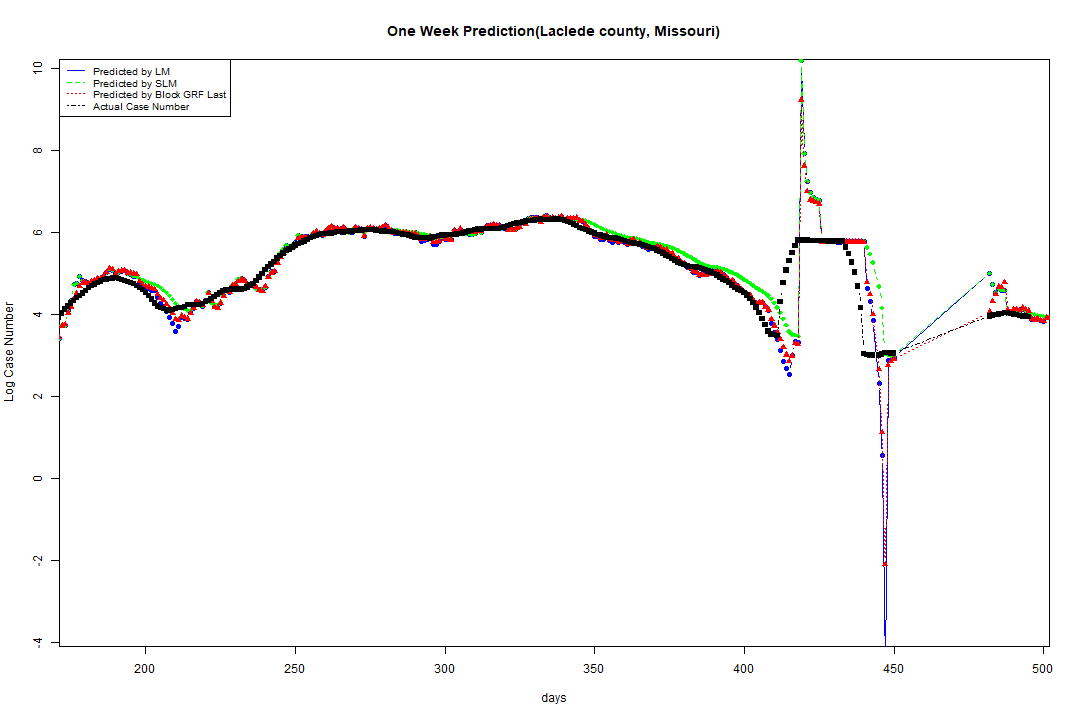 One Week Prediction(Laclede county, Missouri)
Predicted by LM
Predicted by SLM
Predicted by Block GRF Last
Actual Case Number
Log Case Number
10
8
6
4
2
0
-2
-4
200 250 300 350 400 450 500
days